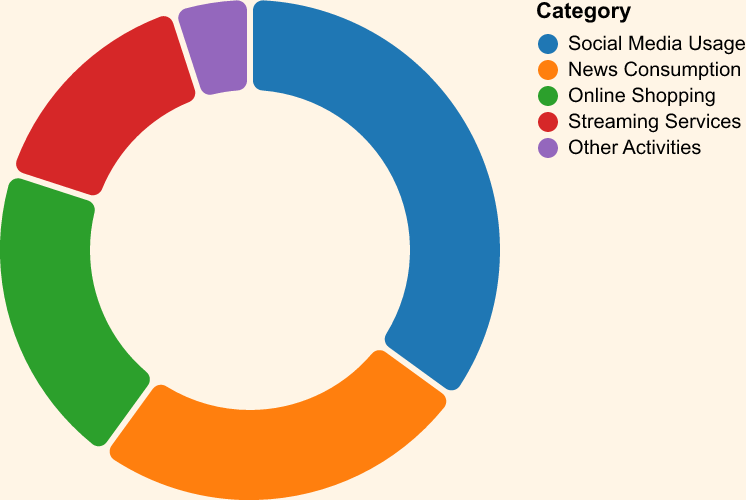 Category
Social Media Usage
News Consumption
Online Shopping
Streaming Services
Other Activities